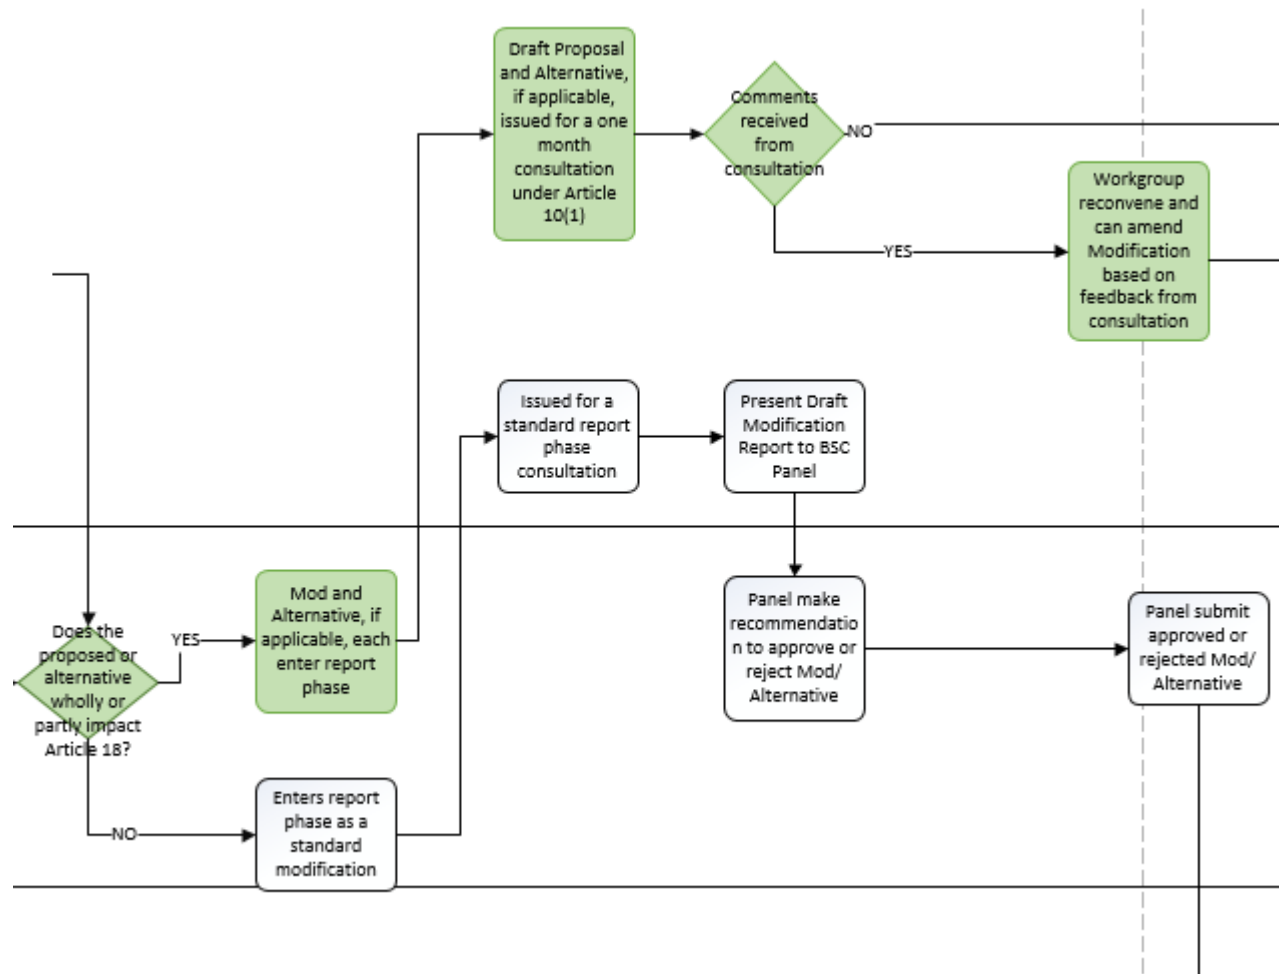 Draft Proposal
and Alternative,
if applicable,
issued for a one
month
consultation
under Article
10(1)
Comments
received
from
consultation
NO
YES
Workgroup
reconvene and
can amend
Modification
based on
feedback from
consultation
Issued for a
standard report
phase
consultation
Present Draft
Modification
Report to BSC
Panel
Does the
proposed or
alternative
wholly or
partly impact
Article 18?
YES
Mod and
Alternative, if
applicable, each
enter report
phase
NO
Enters report
phase as a
standard
modification
Panel make
recommendatio
n to approve or
reject Mod/
Alternative
Panel submit
approved or
rejected Mod/
Alternative